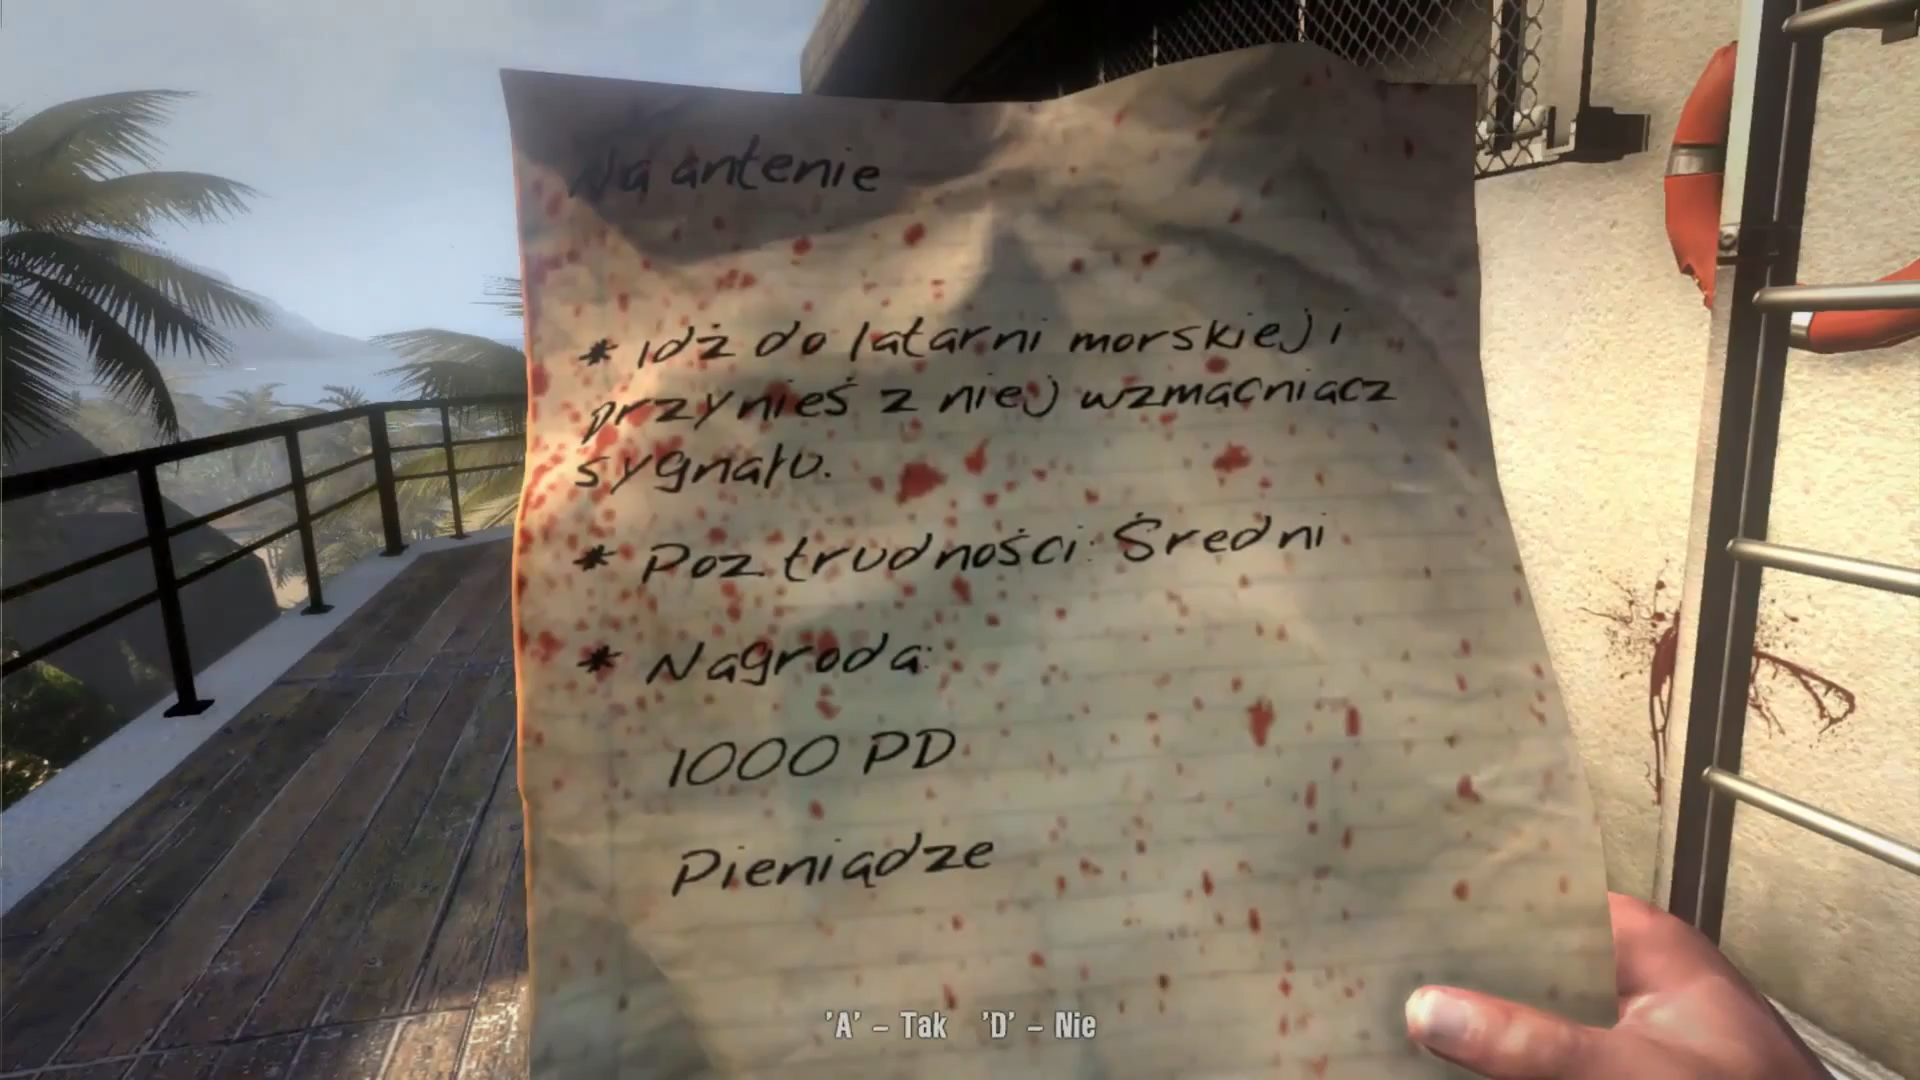 Na antenie
* Idź do latarni morskiej i
przynieś z niej wzmacniacz
sygnału.
* Poz trudności: Średni
* Nagroda:
1000 PD
Pieniądze
'A' – Tak 'D' – Nie